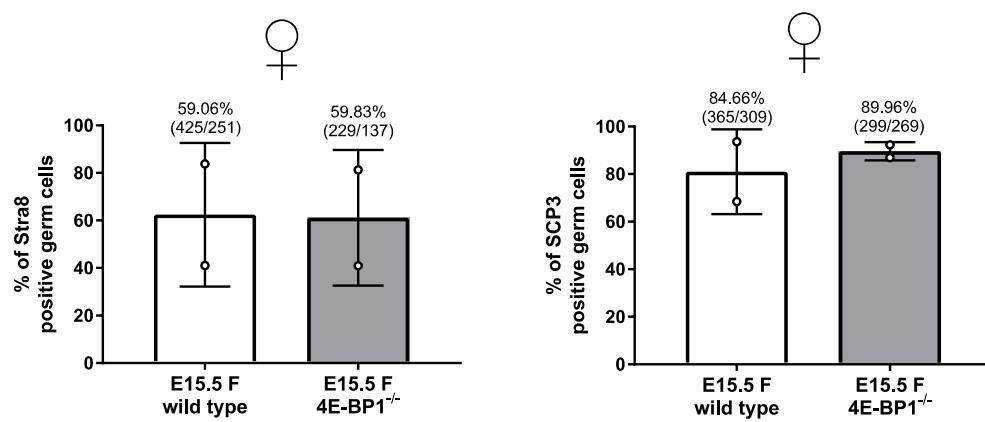 ♀
59.06%
(425/251)
59.83%
(229/137)
% of Stra8
positive germ cells
100
80
60
40
20
0
E15.5 F
wild type
E15.5 F
4E-BP1-/-
♀
84.66%
(365/309)
89.96%
(299/269)
% of SCP3
positive germ cells
100
80
60
40
20
0
E15.5 F
wild type
E15.5 F
4E-BP1-/-